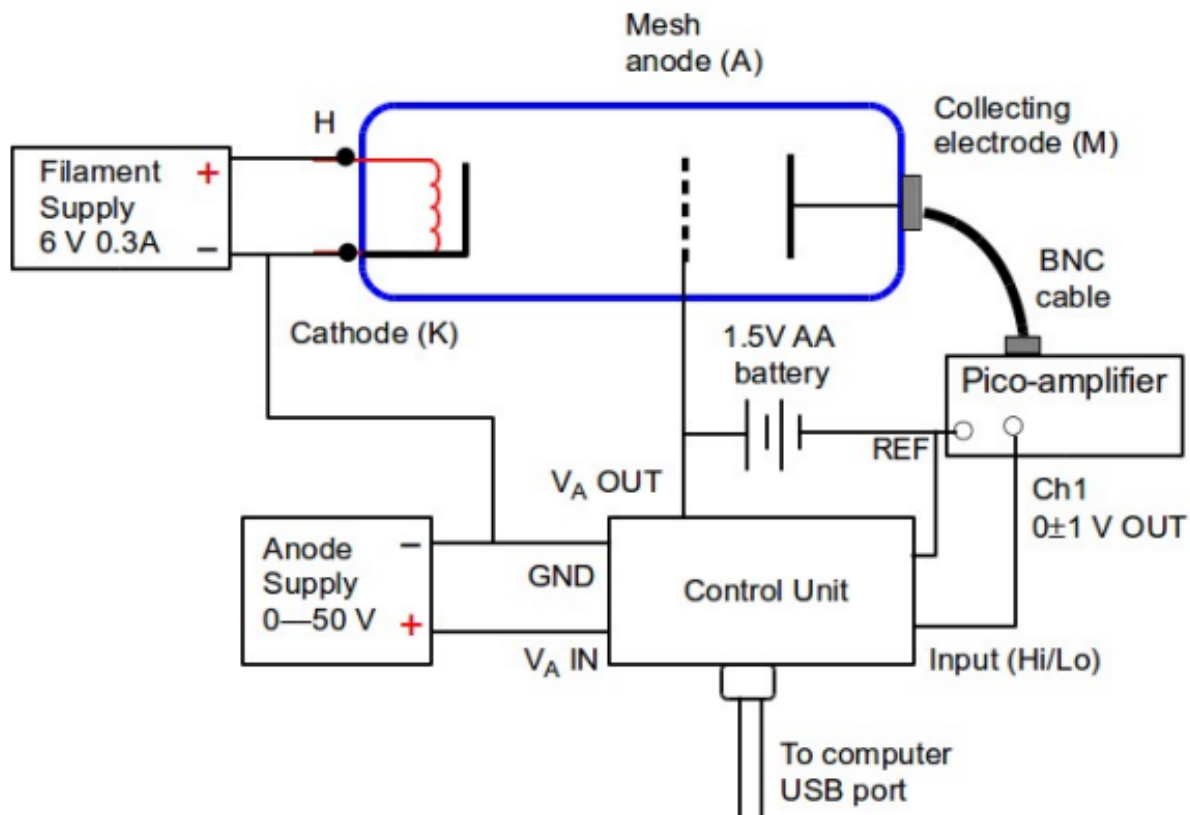 Mesh
anode (A)
H
Collecting
electrode (M)
Filament
Supply
6 V 0.3A
+
−
BNC
cable
Cathode (K)
1.5V AA
battery
Pico-amplifier
REF
V_A OUT
Ch1
0±1 V OUT
Anode
Supply
0—50 V
−
+
GND
V_A IN
Control Unit
Input (Hi/Lo)
To computer
USB port